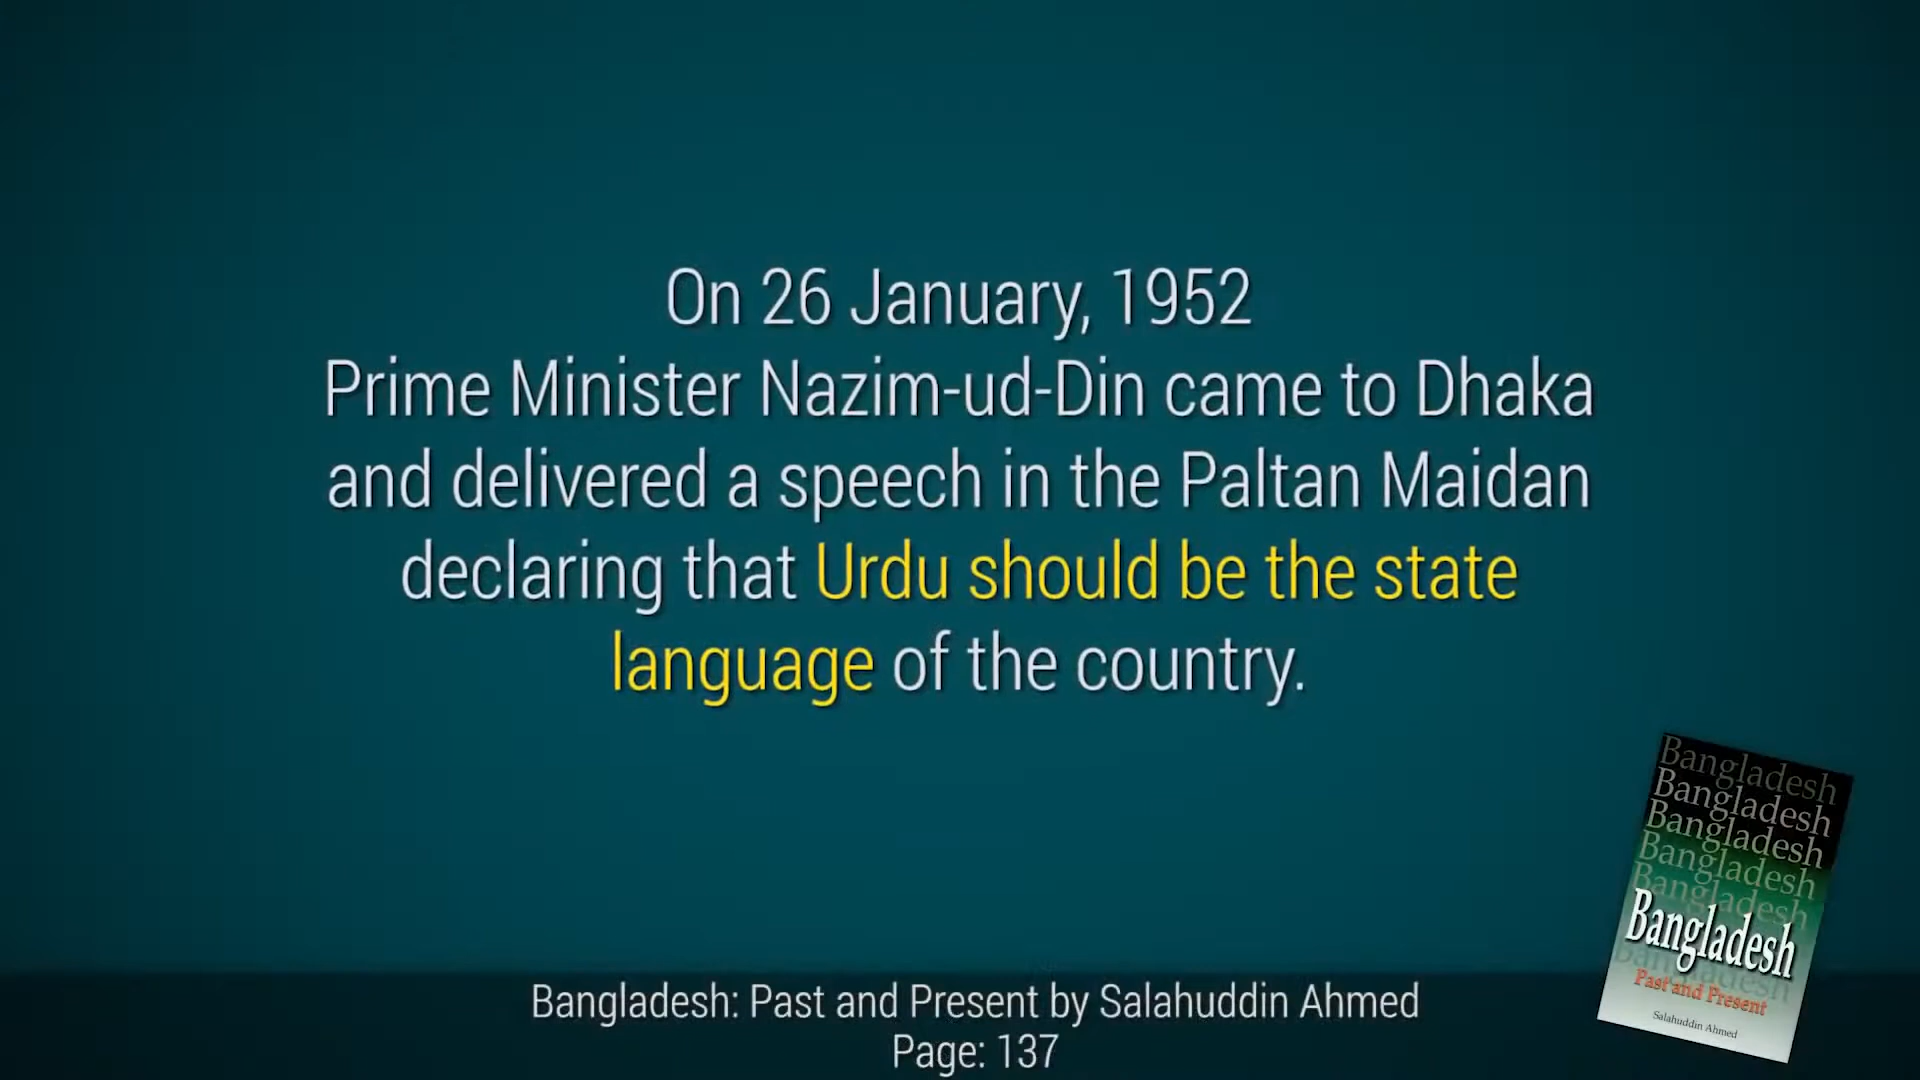 On 26 January, 1952
Prime Minister Nazim-ud-Din came to Dhaka
and delivered a speech in the Paltan Maidan
declaring that Urdu should be the state
language of the country.
Bangladesh
Bangladesh
Bangladesh
Bangladesh
Bangladesh
Bangladesh
Bangladesh
Past and Present
Salahuddin Ahmed
Bangladesh: Past and Present by Salahuddin Ahmed
Page: 137